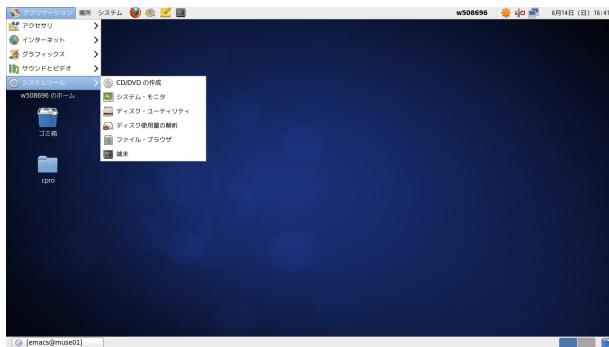 アプリケーション 場所 システム w508696 6月14日 (日) 16:41
アクセサリ
インターネット
グラフィックス
サウンドとビデオ
システムツール
CD/DVD の作成
システム・モニタ
ディスク・ユーティリティ
ディスク使用量の解析
ファイル・ブラウザ
端末
w508696 のホーム
ゴミ箱
cpro
[emacs@muse01]